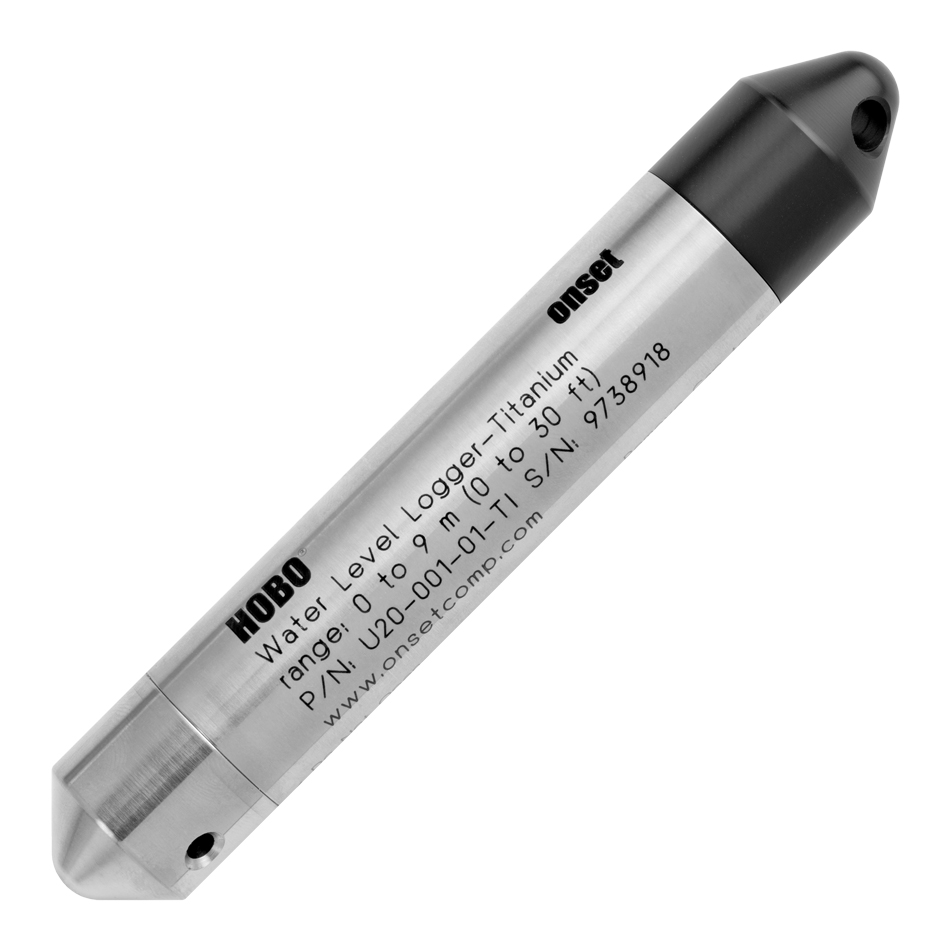 onset
HOBO®
Water Level Logger-Titanium
range: 0 to 9 m (0 to 30 ft)
P/N: U20-001-01-TI S/N: 9738918
www.onsetcomp.com